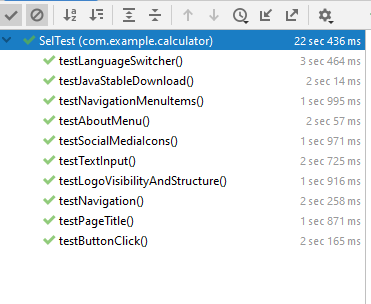 SelTest (com.example.calculator) 22 sec 436 ms
testLanguageSwitcher() 3 sec 464 ms
testJavaStableDownload() 2 sec 14 ms
testNavigationMenuItems() 1 sec 995 ms
testAboutMenu() 2 sec 57 ms
testSocialMediaIcons() 1 sec 971 ms
testTextInput() 2 sec 725 ms
testLogoVisibilityAndStructure() 1 sec 916 ms
testNavigation() 2 sec 258 ms
testPageTitle() 1 sec 871 ms
testButtonClick() 2 sec 165 ms